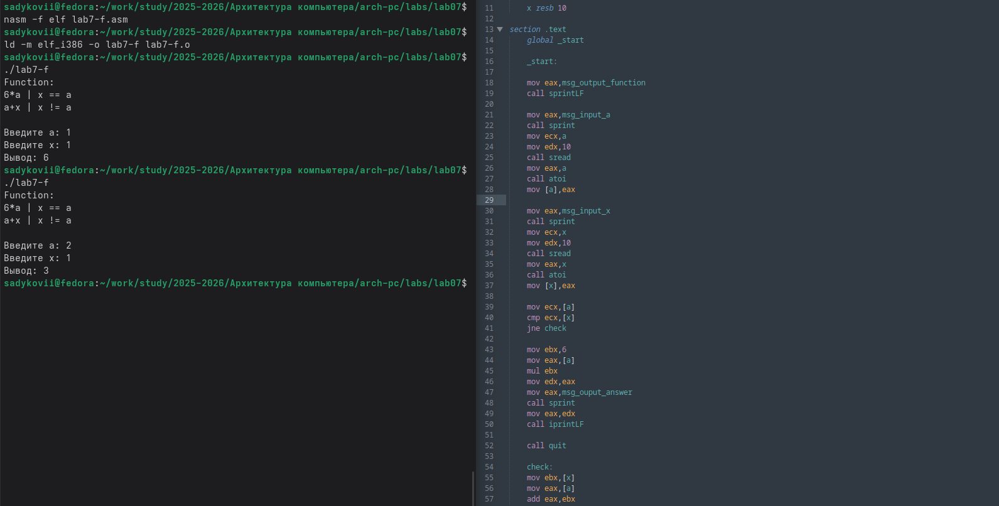 sadykovii@fedora:~/work/study/2025-2026/Архитектура компьютера/arch-pc/labs/lab07$
nasm -f elf lab7-f.asm
sadykovii@fedora:~/work/study/2025-2026/Архитектура компьютера/arch-pc/labs/lab07$
ld -m elf_i386 -o lab7-f lab7-f.o
sadykovii@fedora:~/work/study/2025-2026/Архитектура компьютера/arch-pc/labs/lab07$
./lab7-f
Function:
6*a | x == a
a+x | x != a

Введите a: 1
Введите x: 1
Вывод: 6
sadykovii@fedora:~/work/study/2025-2026/Архитектура компьютера/arch-pc/labs/lab07$
./lab7-f
Function:
6*a | x == a
a+x | x != a

Введите a: 2
Введите x: 1
Вывод: 3
sadykovii@fedora:~/work/study/2025-2026/Архитектура компьютера/arch-pc/labs/lab07$
11 x resb 10
12
13 section .text
14 global _start
15
16 _start:
17
18 mov eax,msg_output_function
19 call sprintLF
20
21 mov eax,msg_input_a
22 call sprint
23 mov ecx,a
24 mov edx,10
25 call sread
26 mov eax,a
27 call atoi
28 mov [a],eax
29
30 mov eax,msg_input_x
31 call sprint
32 mov ecx,x
33 mov edx,10
34 call sread
35 mov eax,x
36 call atoi
37 mov [x],eax
38
39 mov ecx,[a]
40 cmp ecx,[x]
41 jne check
42
43 mov ebx,6
44 mov eax,[a]
45 mul ebx
46 mov edx,eax
47 mov eax,msg_ouput_answer
48 call sprint
49 mov eax,edx
50 call iprintLF
51
52 call quit
53
54 check:
55 mov ebx,[x]
56 mov eax,[a]
57 add eax,ebx